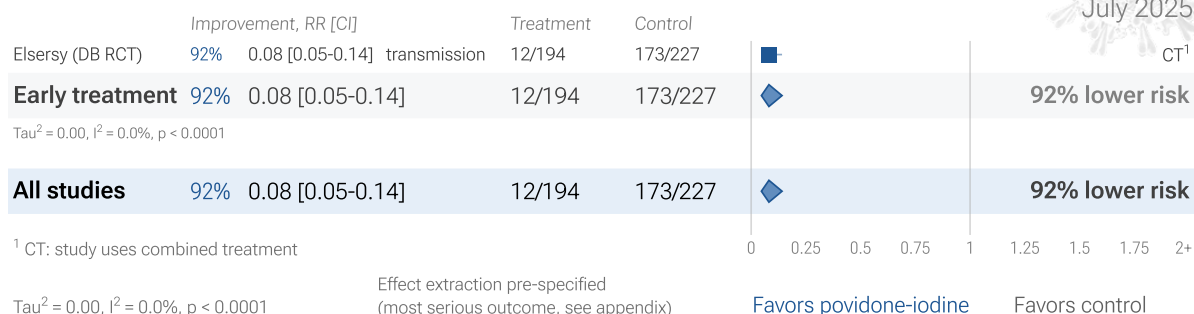 July 2025
Improvement, RR [CI] Treatment Control
Elsersy (DB RCT) 92% 0.08 [0.05-0.14] transmission 12/194 173/227 CT1
Early treatment 92% 0.08 [0.05-0.14] 12/194 173/227 92% lower risk
Tau2 = 0.00, I2 = 0.0%, p < 0.0001
All studies 92% 0.08 [0.05-0.14] 12/194 173/227 92% lower risk
1 CT: study uses combined treatment 0 0.25 0.5 0.75 1 1.25 1.5 1.75 2+
Effect extraction pre-specified
Tau2 = 0.00, I2 = 0.0%, p < 0.0001 (most serious outcome, see appendix) Favors povidone-iodine Favors control